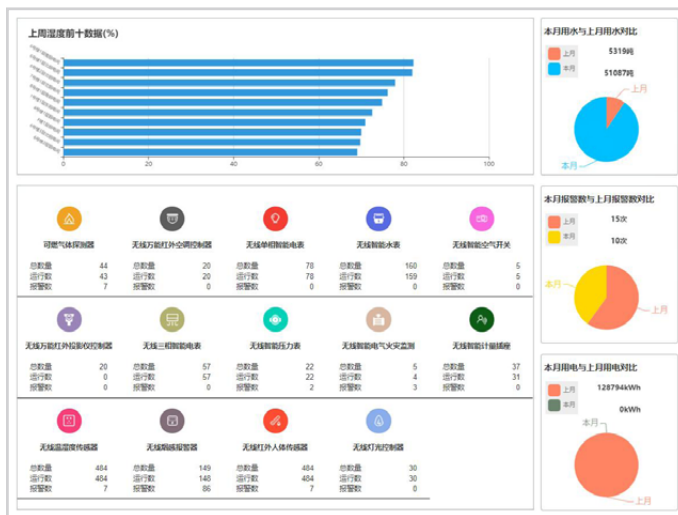 上周湿度前十数据(%)
0
20
40
60
80
100
本月用水与上月用水对比
上月 5319吨
本月 51087吨
上月
本月
可燃气体探测器
总数量 44
运行数 43
报警数 7
无线万能红外空调控制器
总数量 20
运行数 20
报警数 0
无线单相智能电表
总数量 78
运行数 78
报警数 0
无线智能水表
总数量 160
运行数 159
报警数 0
无线智能空气开关
总数量 5
运行数 5
报警数 0
无线万能红外投影仪控制器
总数量 20
运行数 0
报警数 0
无线三相智能电表
总数量 57
运行数 57
报警数 0
无线智能压力表
总数量 22
运行数 22
报警数 2
无线智能电气火灾监测
总数量 5
运行数 4
报警数 3
无线智能计量插座
总数量 37
运行数 31
报警数 0
无线温湿度传感器
总数量 484
运行数 484
报警数 7
无线烟感报警器
总数量 149
运行数 148
报警数 86
无线红外人体传感器
总数量 484
运行数 484
报警数 7
无线灯光控制器
总数量 30
运行数 30
报警数 0
本月报警数与上月报警数对比
上月 15次
本月 10次
本月
上月
本月用电与上月用电对比
上月 128794kWh
本月 0kWh
本月
上月